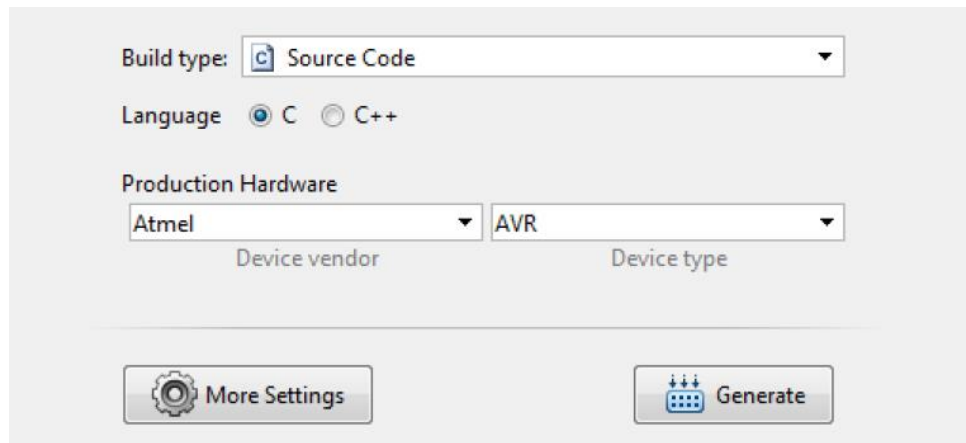 Build type: Source Code
Language C C++
Production Hardware
Atmel AVR
Device vendor Device type
More Settings Generate